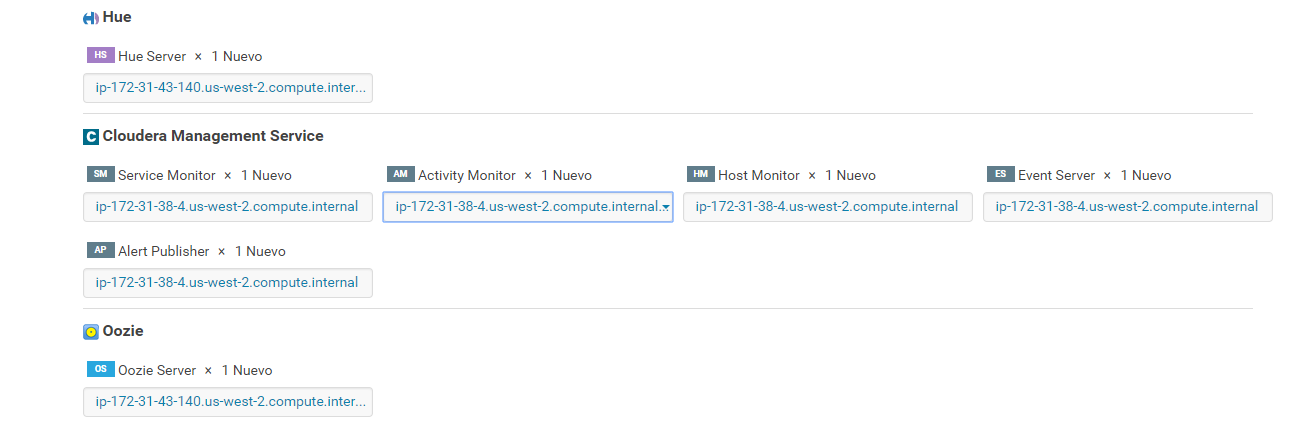 Hue
HS Hue Server × 1 Nuevo
ip-172-31-43-140.us-west-2.compute.inter...
C Cloudera Management Service
SM Service Monitor × 1 Nuevo AM Activity Monitor × 1 Nuevo HM Host Monitor × 1 Nuevo ES Event Server × 1 Nuevo
ip-172-31-38-4.us-west-2.compute.internal ip-172-31-38-4.us-west-2.compute.internal... ip-172-31-38-4.us-west-2.compute.internal ip-172-31-38-4.us-west-2.compute.internal
AP Alert Publisher × 1 Nuevo
ip-172-31-38-4.us-west-2.compute.internal
Oozie
OS Oozie Server × 1 Nuevo
ip-172-31-43-140.us-west-2.compute.inter...